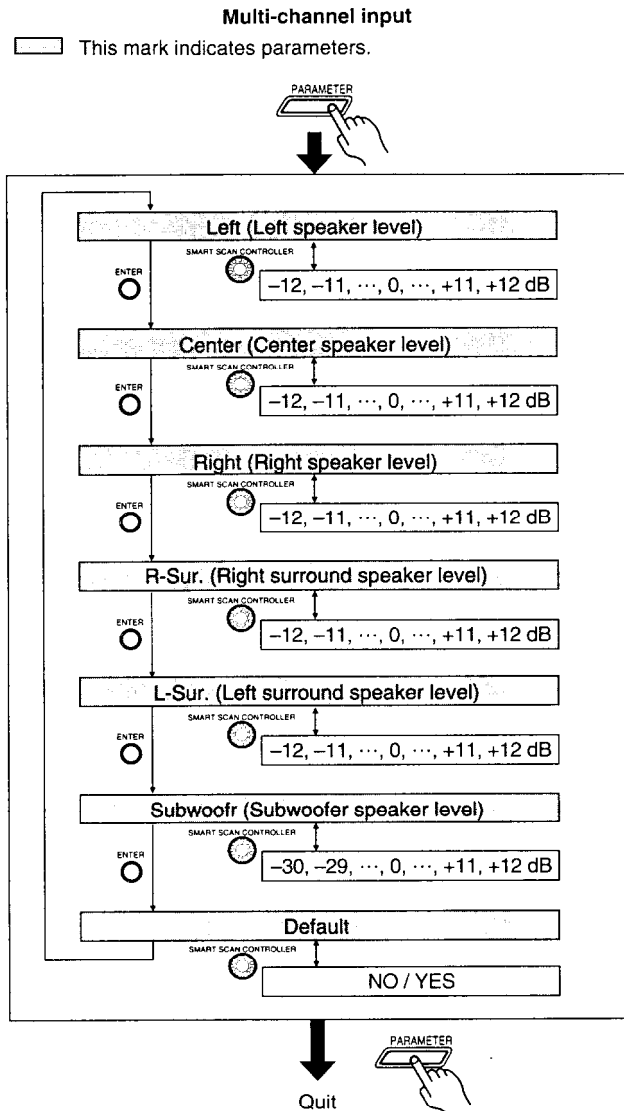 Multi-channel input
This mark indicates parameters.
PARAMETER
Left (Left speaker level)
SMART SCAN CONTROLLER
ENTER
–12, –11, ···, 0, ···, +11, +12 dB
Center (Center speaker level)
SMART SCAN CONTROLLER
ENTER
–12, –11, ···, 0, ···, +11, +12 dB
Right (Right speaker level)
SMART SCAN CONTROLLER
ENTER
–12, –11, ···, 0, ···, +11, +12 dB
R-Sur. (Right surround speaker level)
SMART SCAN CONTROLLER
ENTER
–12, –11, ···, 0, ···, +11, +12 dB
L-Sur. (Left surround speaker level)
SMART SCAN CONTROLLER
ENTER
–12, –11, ···, 0, ···, +11, +12 dB
Subwoofr (Subwoofer speaker level)
SMART SCAN CONTROLLER
ENTER
–30, –29, ···, 0, ···, +11, +12 dB
Default
SMART SCAN CONTROLLER
NO / YES
PARAMETER
Quit